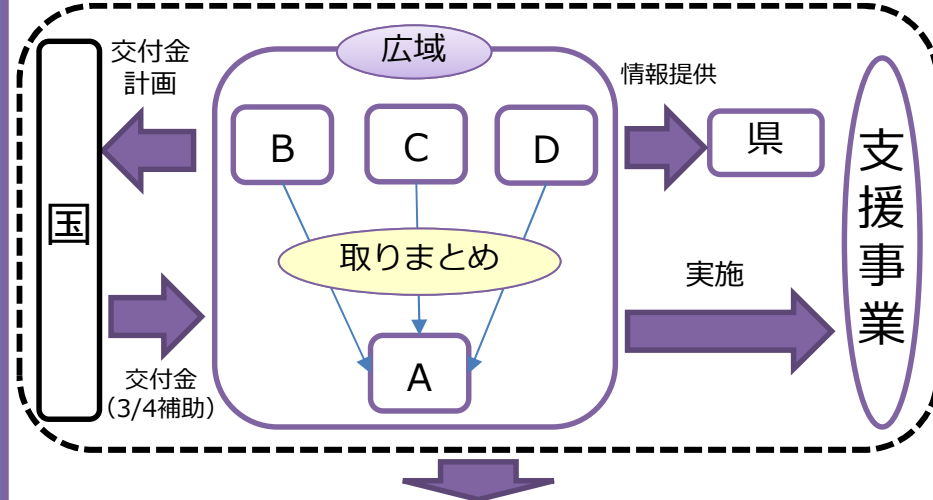 交付金
計画
広域
情報提供
B
C
D
県
国
取りまとめ
支援事業
実施
A
交付金
（3/4補助）